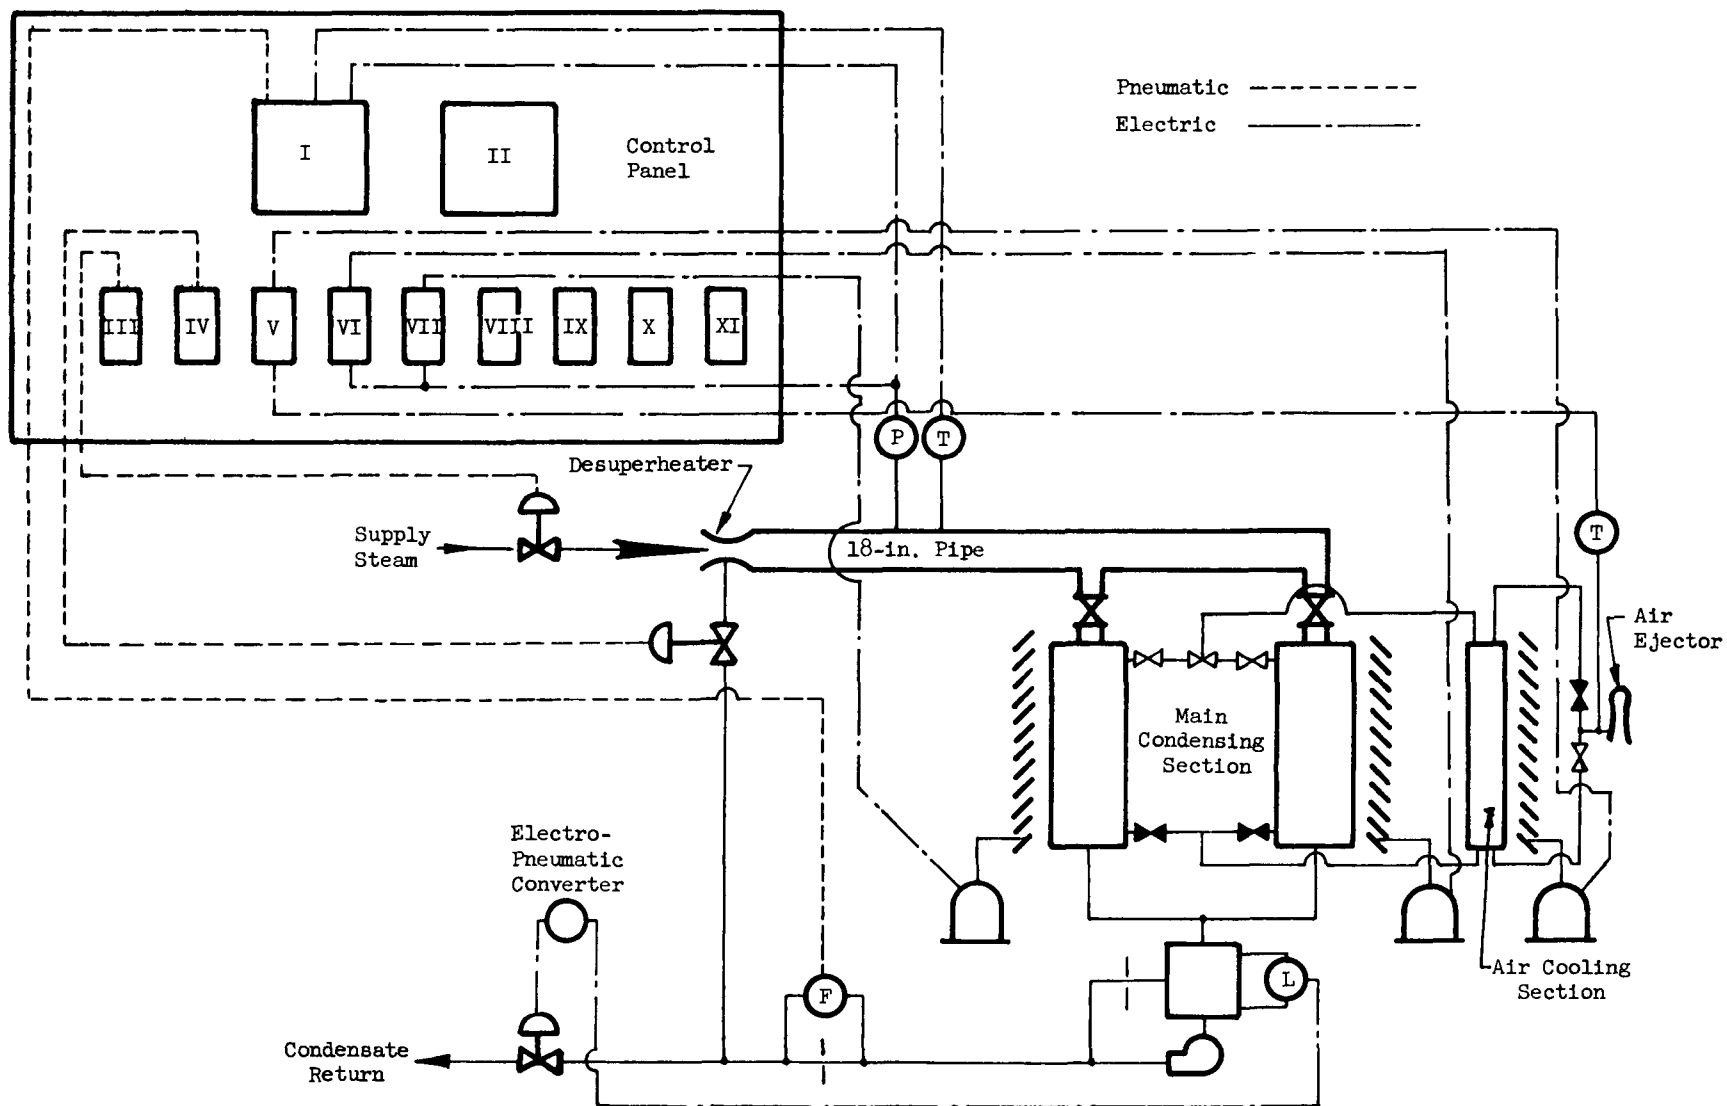 Pneumatic
Electric
I
II
Control
Panel
III
IV
V
VI
VII
VIII
IX
X
XI
P
T
Desuperheater
Supply
Steam
18-in. Pipe
T
Air
Ejector
Main
Condensing
Section
Electro-
Pneumatic
Converter
Air Cooling
Section
L
F
Condensate
Return